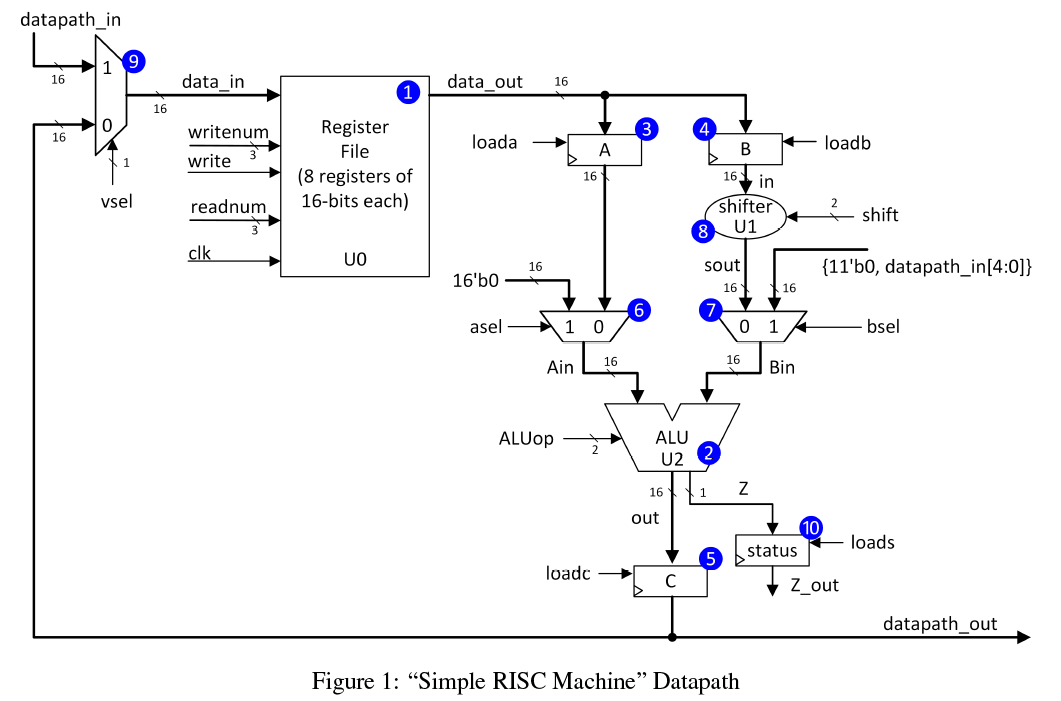 datapath_in
16
1
9
16
0
1
vsel
data_in
16
writenum
3
write
readnum
3
clk
1
Register
File
(8 registers of
16-bits each)
U0
data_out
16
loada
3
A
16
4
B
loadb
16
in
shifter
U1
8
2
shift
sout
16
16
{11'b0, datapath_in[4:0]}
16'b0
16
asel
1 0
6
7
0 1
bsel
Ain
16
16
Bin
ALUop
2
ALU
U2
2
16
1
Z
out
10
status
loads
Z_out
loadc
5
C
datapath_out
Figure 1: “Simple RISC Machine” Datapath